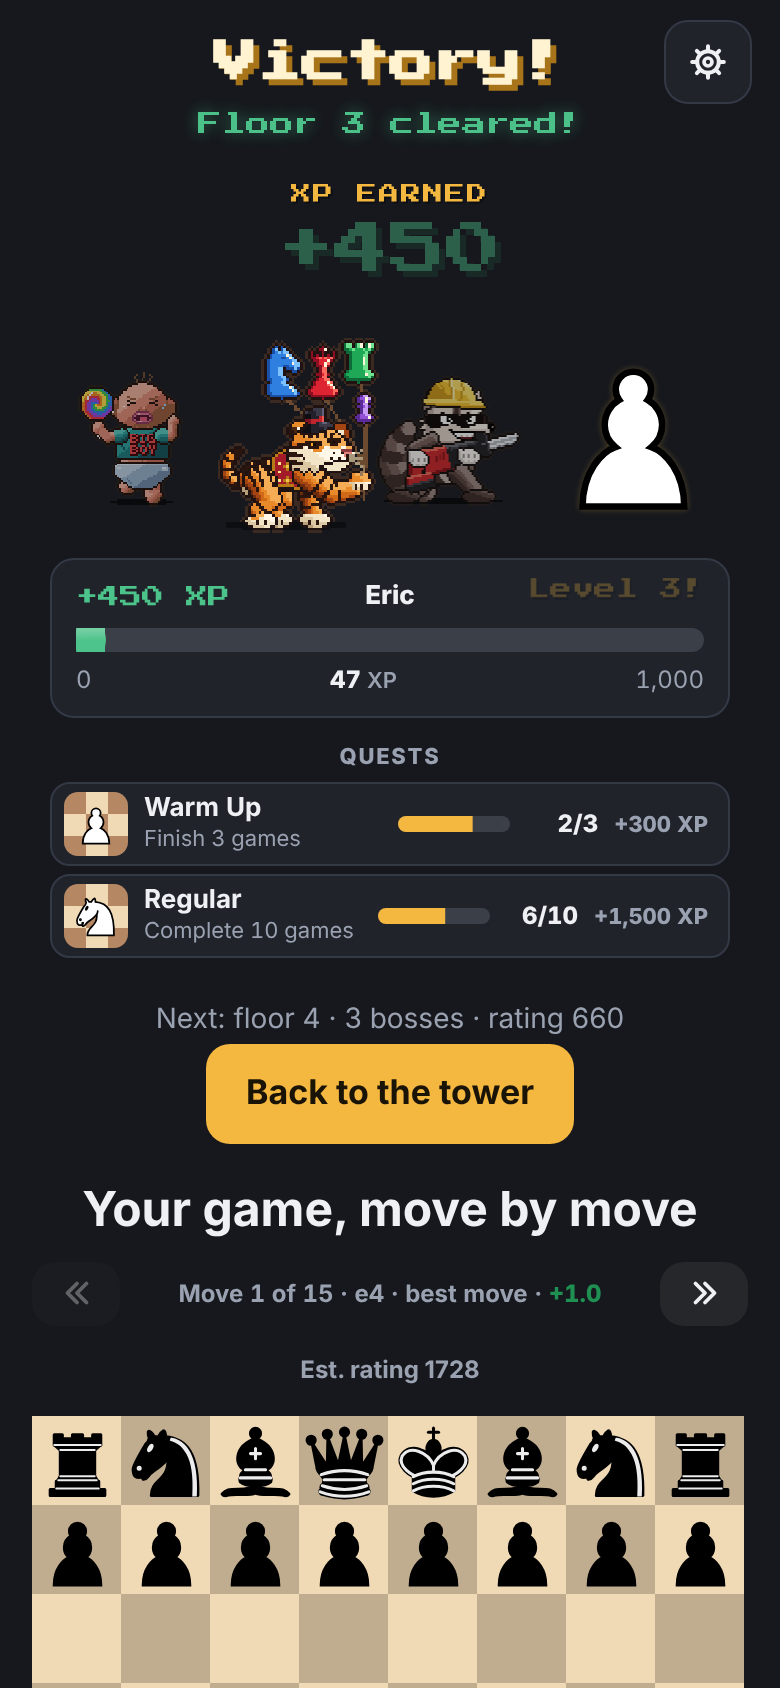 Victory!
Floor 3 cleared!
XP EARNED
+450
BIG
BOY
+450 XP
Eric
Level 3!
0
47 XP
1,000
QUESTS
Warm Up
Finish 3 games
2/3 +300 XP
Regular
Complete 10 games
6/10 +1,500 XP
Next: floor 4 · 3 bosses · rating 660
Back to the tower
Your game, move by move
Move 1 of 15 · e4 · best move · +1.0
Est. rating 1728